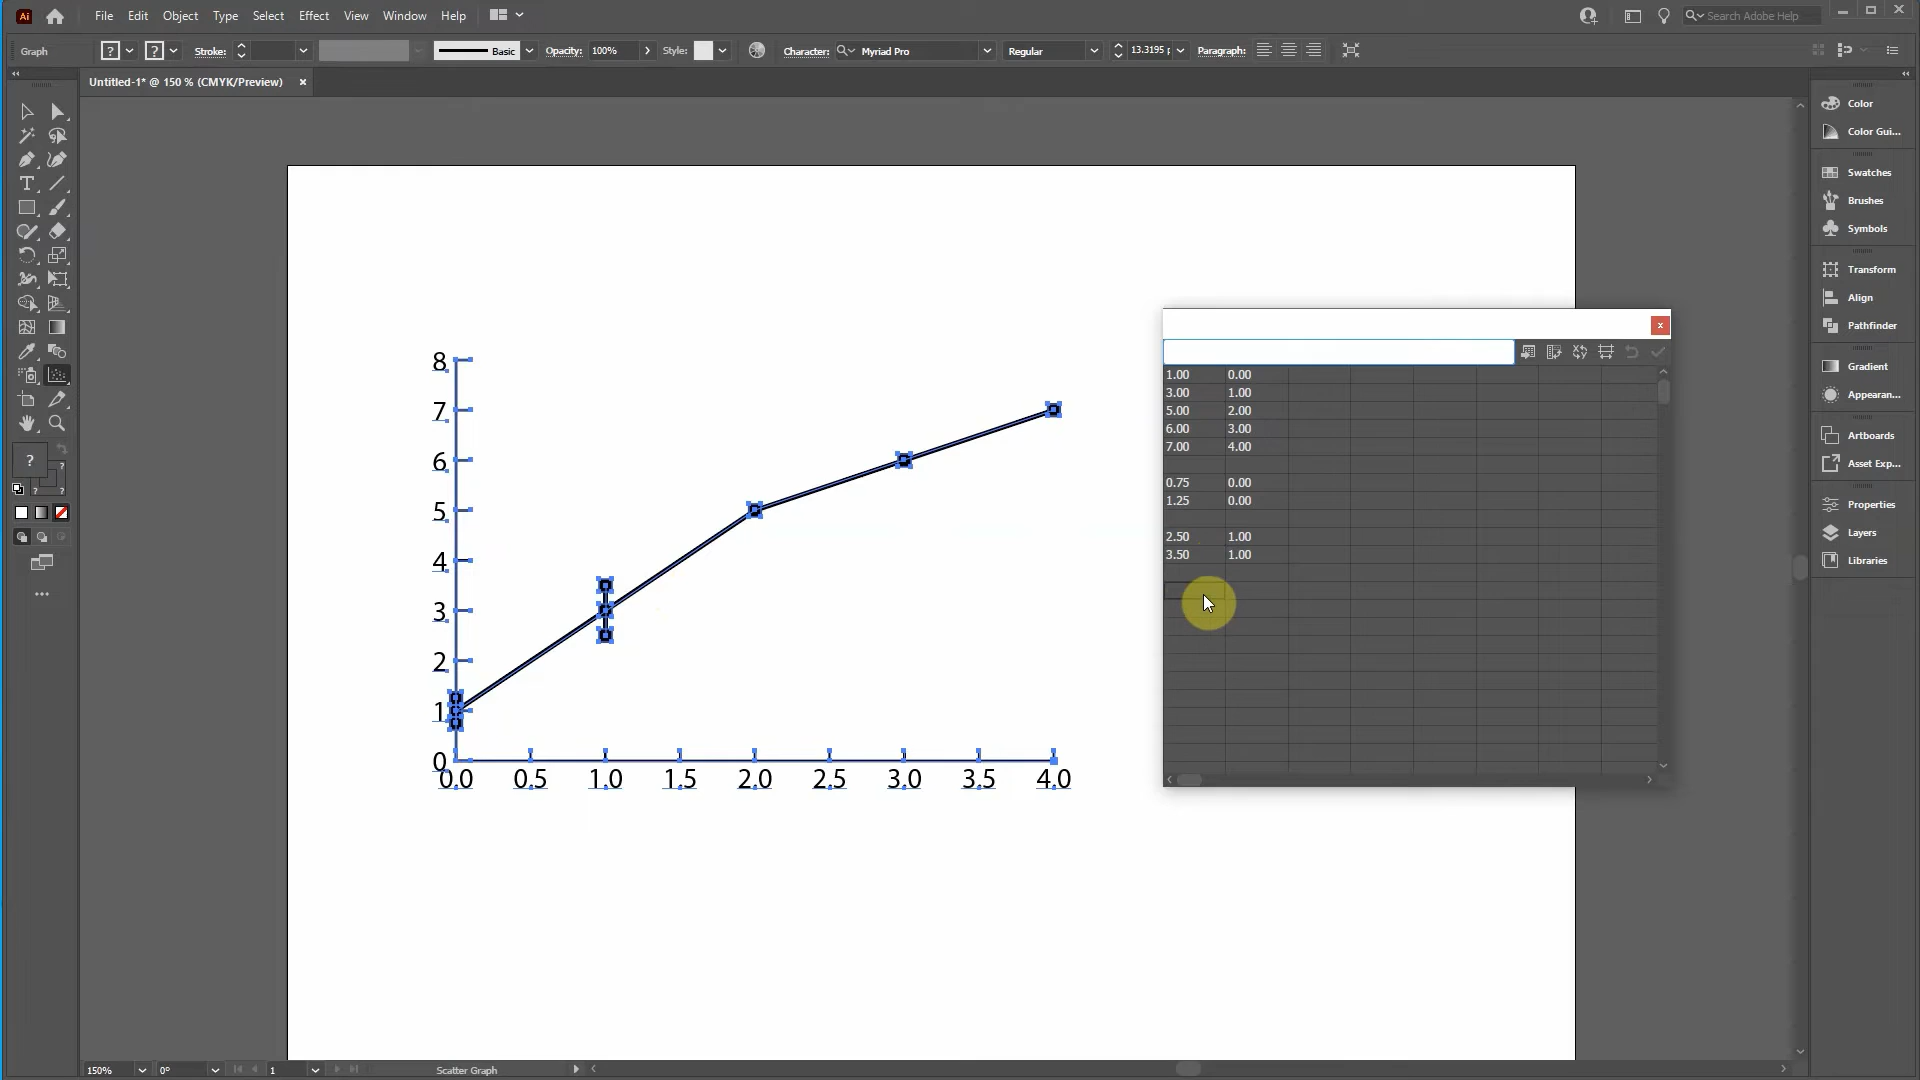 Ai File Edit Object Type Select Effect View Window Help Search Adobe Help
Graph ? ? Stroke: Basic Opacity: 100% Style: Character: Myriad Pro Regular 13.3195 p Paragraph:
Untitled-1* @ 150 % (CMYK/Preview) ×
Color
Color Gui...
Swatches
Brushes
Symbols
Transform
Align
Pathfinder
Gradient
Appearan...
Artboards
Asset Exp...
Properties
Layers
Libraries
T
?
?
?
?
8
7
6
5
4
3
2
1
0
0.0 0.5 1.0 1.5 2.0 2.5 3.0 3.5 4.0
x
1.00 0.00
3.00 1.00
5.00 2.00
6.00 3.00
7.00 4.00
0.75 0.00
1.25 0.00
2.50 1.00
3.50 1.00
150% 0° 1 Scatter Graph